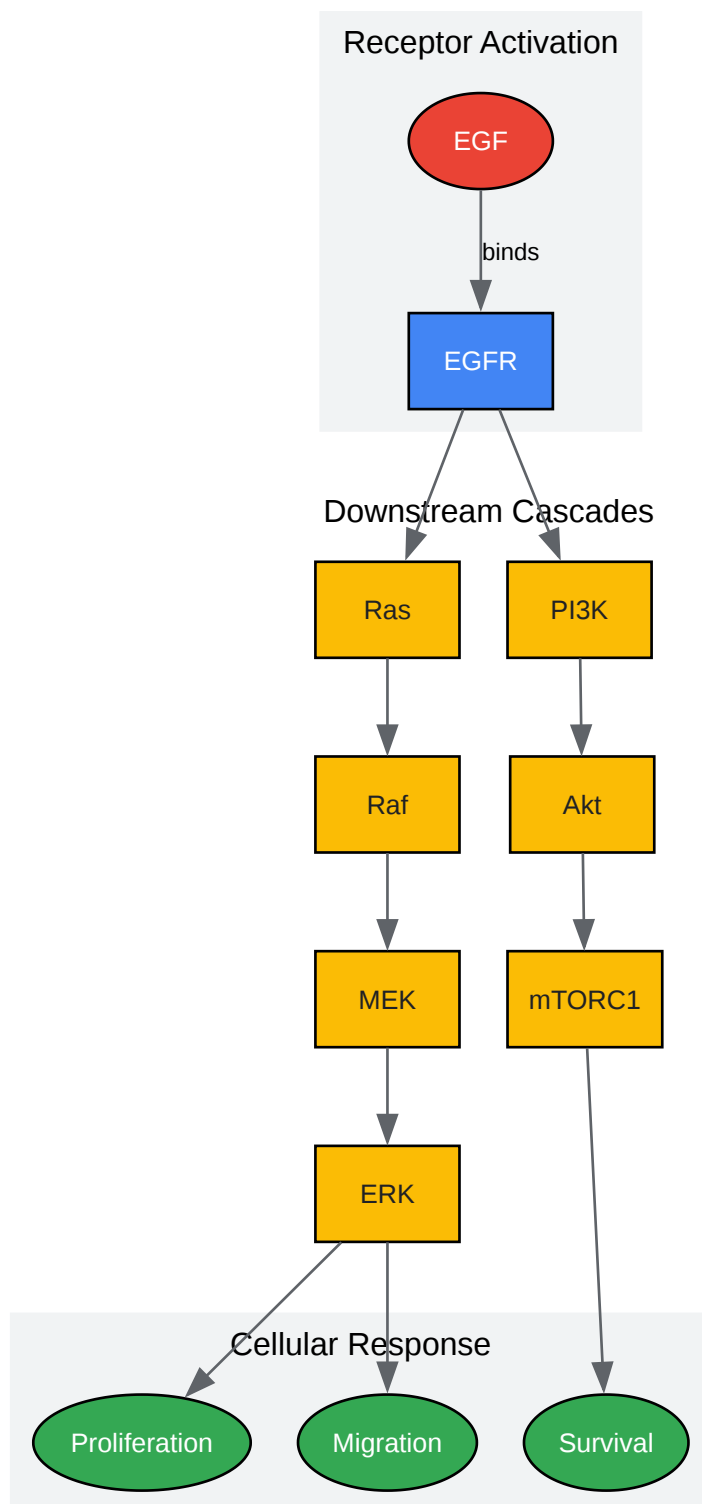 Receptor Activation
EGF
binds
EGFR
Downstream Cascades
Ras
PI3K
Raf
Akt
MEK
mTORC1
ERK
Cellular Response
Proliferation
Migration
Survival